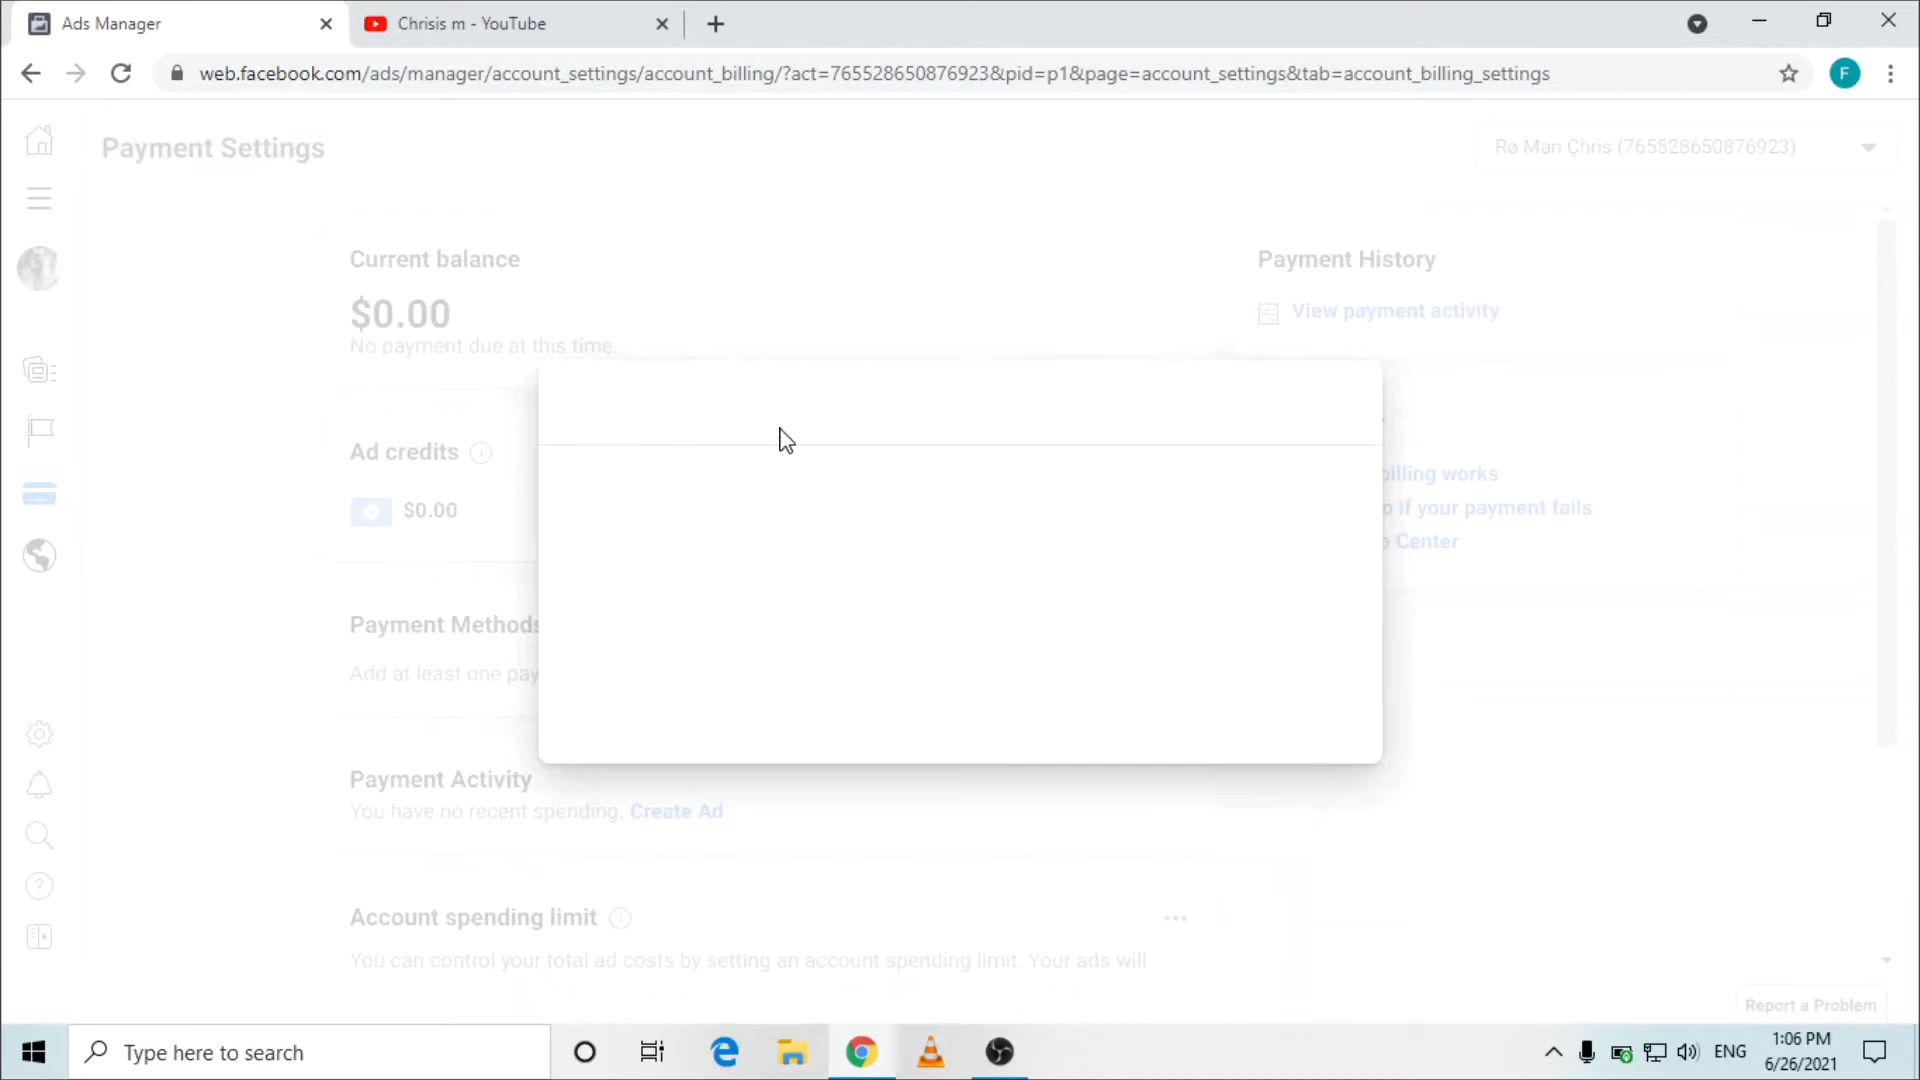 Ads Manager
Chrisis m - YouTube
web.facebook.com/ads/manager/account_settings/account_billing/?act=765528650876923&pid=p1&page=account_settings&tab=account_billing_settings
F
Payment Settings
Rø Man Çhris (765528650876923)
Current balance
$0.00
No payment due at this time.
Payment History
View payment activity
Ad credits
$0.00
billing works
o if your payment fails
p Center
Payment Methods
Add at least one pay
Payment Activity
You have no recent spending. Create Ad
Account spending limit
You can control your total ad costs by setting an account spending limit. Your ads will
Report a Problem
Type here to search
ENG
1:06 PM
6/26/2021